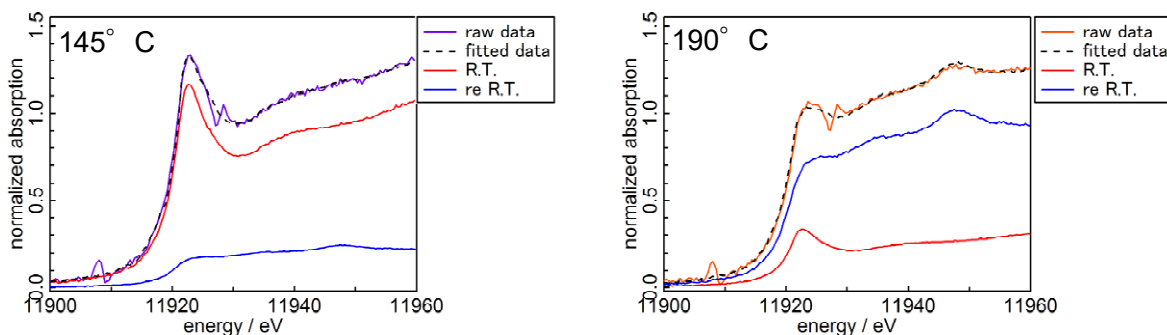 145° C
normalized absorption
0.0
0.5
1.0
1.5
11900
11920
11940
11960
energy / eV
raw data
fitted data
R.T.
re R.T.
190° C
normalized absorption
0.0
0.5
1.0
1.5
11900
11920
11940
11960
energy / eV
raw data
fitted data
R.T.
re R.T.